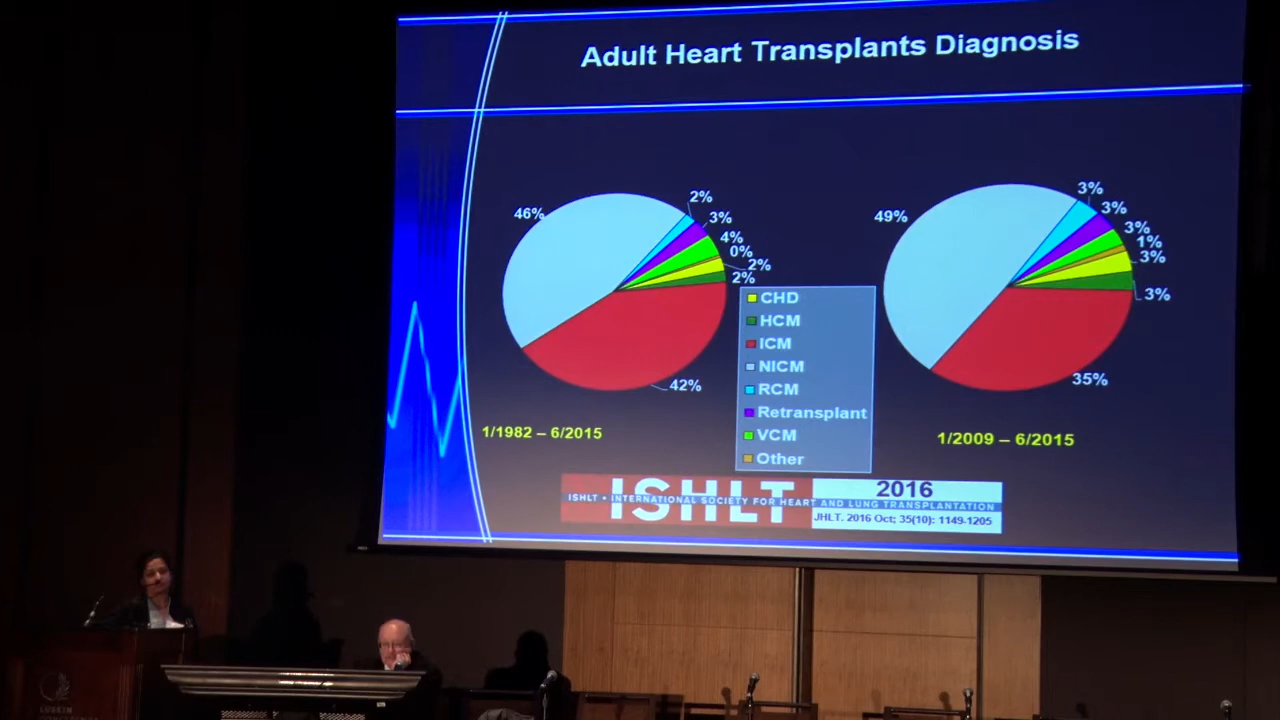 Adult Heart Transplants Diagnosis
46%
2%
3%
4%
0%
2%
2%
42%
1/1982 – 6/2015
CHD
HCM
ICM
NICM
RCM
Retransplant
VCM
Other
49%
3%
3%
3%
1%
3%
3%
35%
1/2009 – 6/2015
ISHLT
ISHLT • INTERNATIONAL SOCIETY FOR HEART AND LUNG TRANSPLANTATION
2016
JHLT. 2016 Oct; 35(10): 1149-1205
LUSKIN